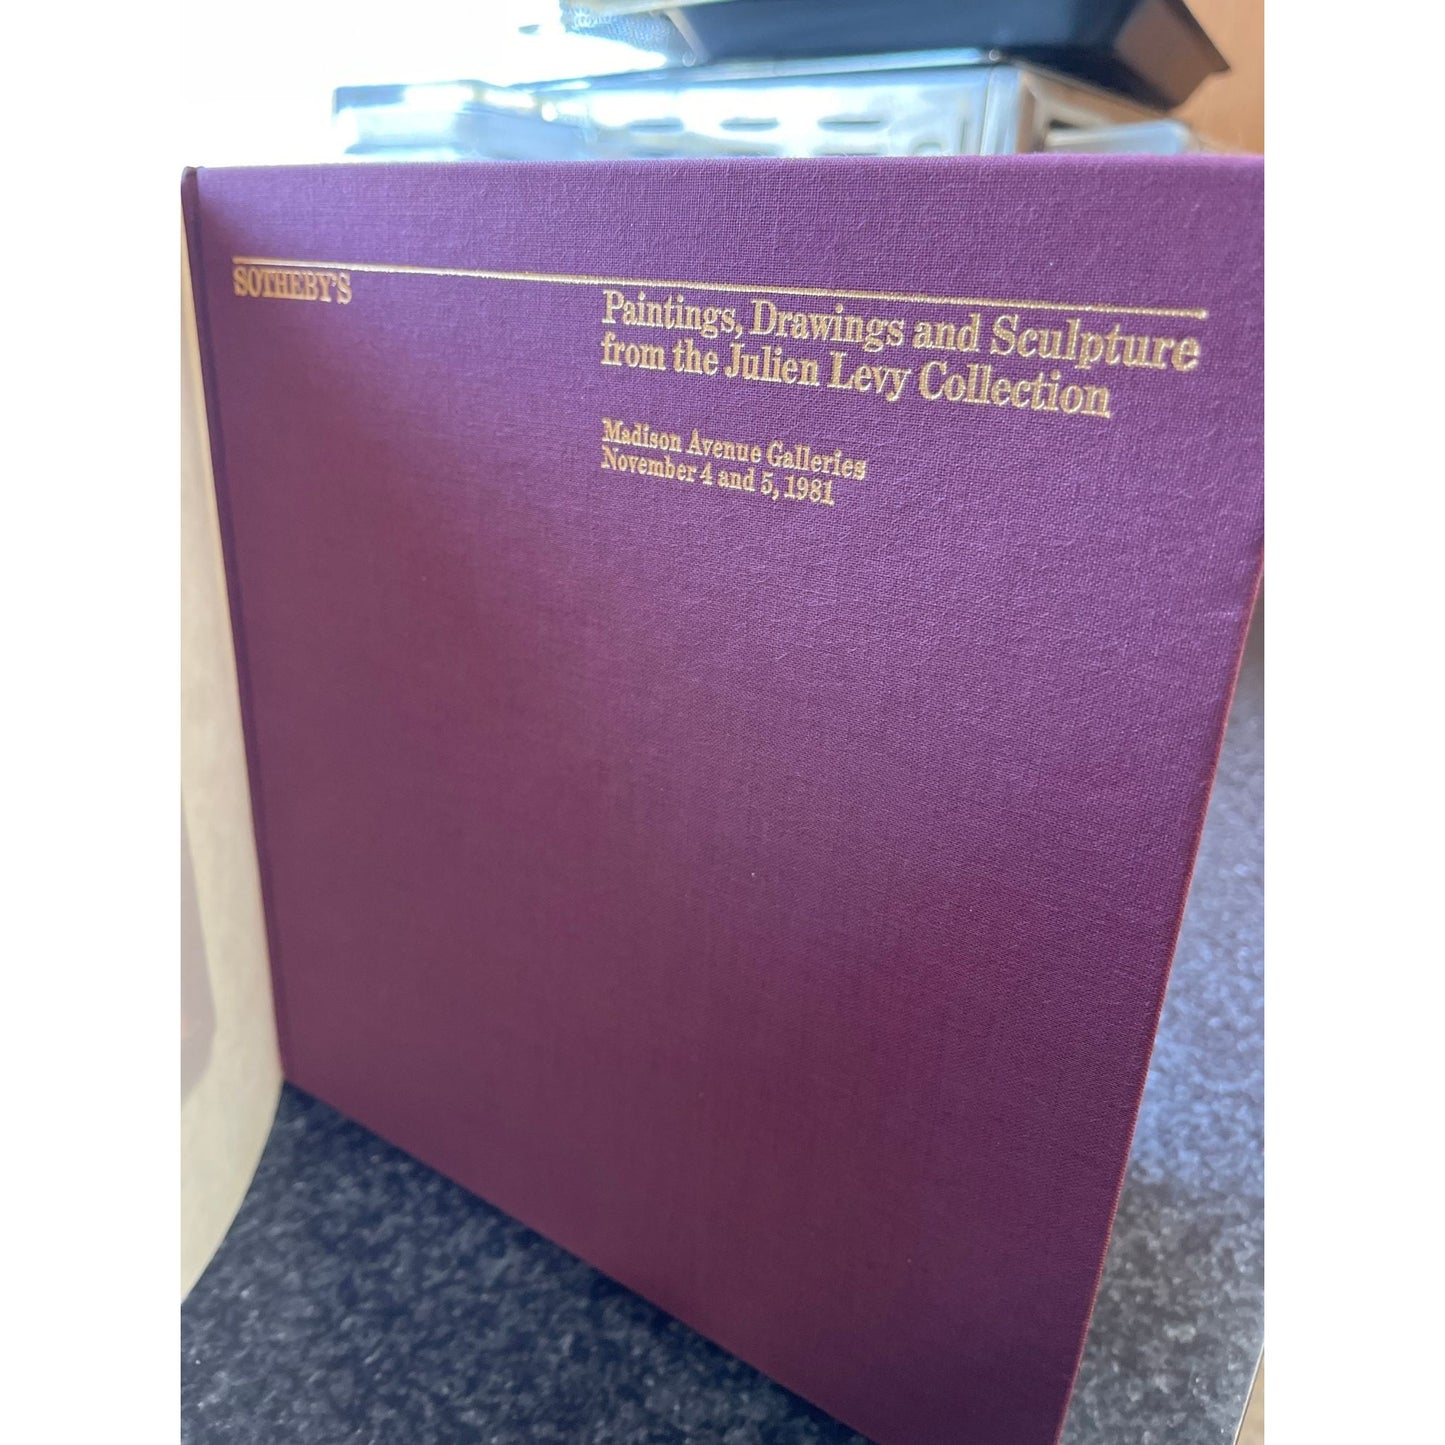 SOTHEBY'S
Paintings, Drawings and Sculpture
from the Julien Levy Collection
Madison Avenue Galleries
November 4 and 5, 1981